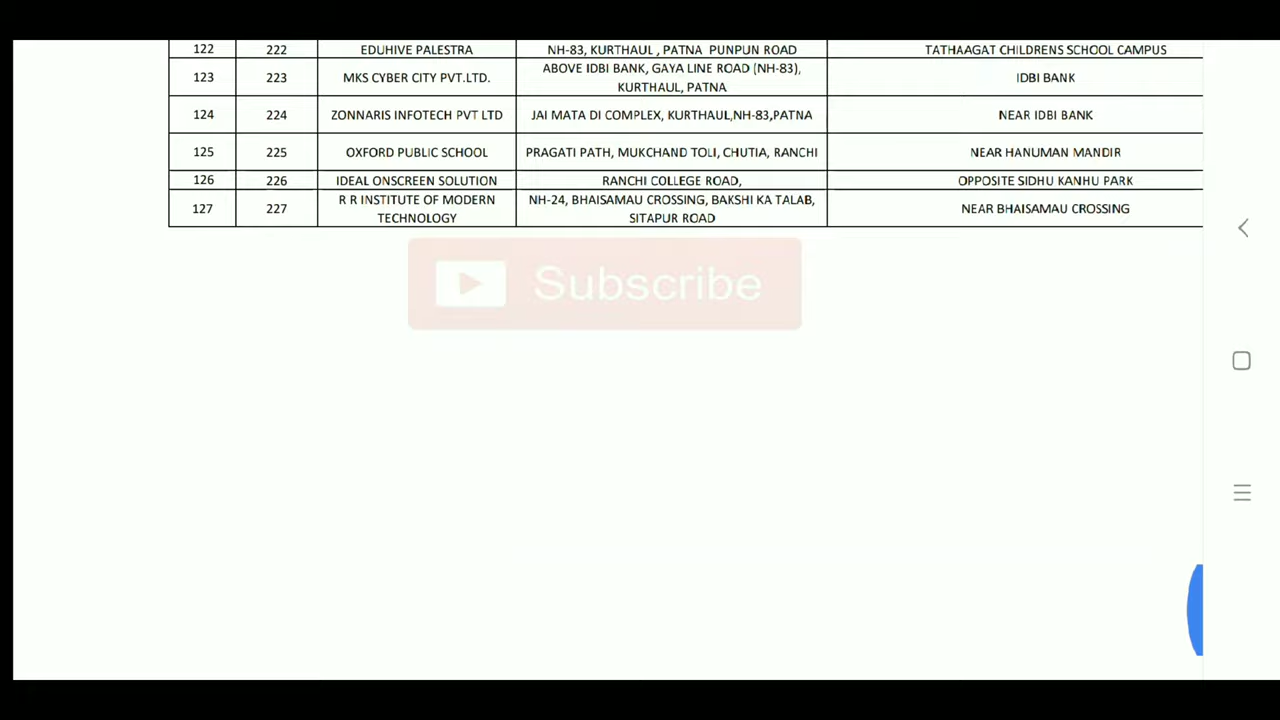 122 222 EDUHIVE PALESTRA NH-83, KURTHAUL , PATNA PUNPUN ROAD TATHAAGAT CHILDRENS SCHOOL CAMPUS
123 223 MKS CYBER CITY PVT.LTD. ABOVE IDBI BANK, GAYA LINE ROAD (NH-83), IDBI BANK
KURTHAUL, PATNA
124 224 ZONNARIS INFOTECH PVT LTD JAI MATA DI COMPLEX, KURTHAUL,NH-83,PATNA NEAR IDBI BANK
125 225 OXFORD PUBLIC SCHOOL PRAGATI PATH, MUKCHAND TOLI, CHUTIA, RANCHI NEAR HANUMAN MANDIR
126 226 IDEAL ONSCREEN SOLUTION RANCHI COLLEGE ROAD, OPPOSITE SIDHU KANHU PARK
127 227 R R INSTITUTE OF MODERN NH-24, BHAISAMAU CROSSING, BAKSHI KA TALAB, NEAR BHAISAMAU CROSSING
TECHNOLOGY SITAPUR ROAD
Subscribe